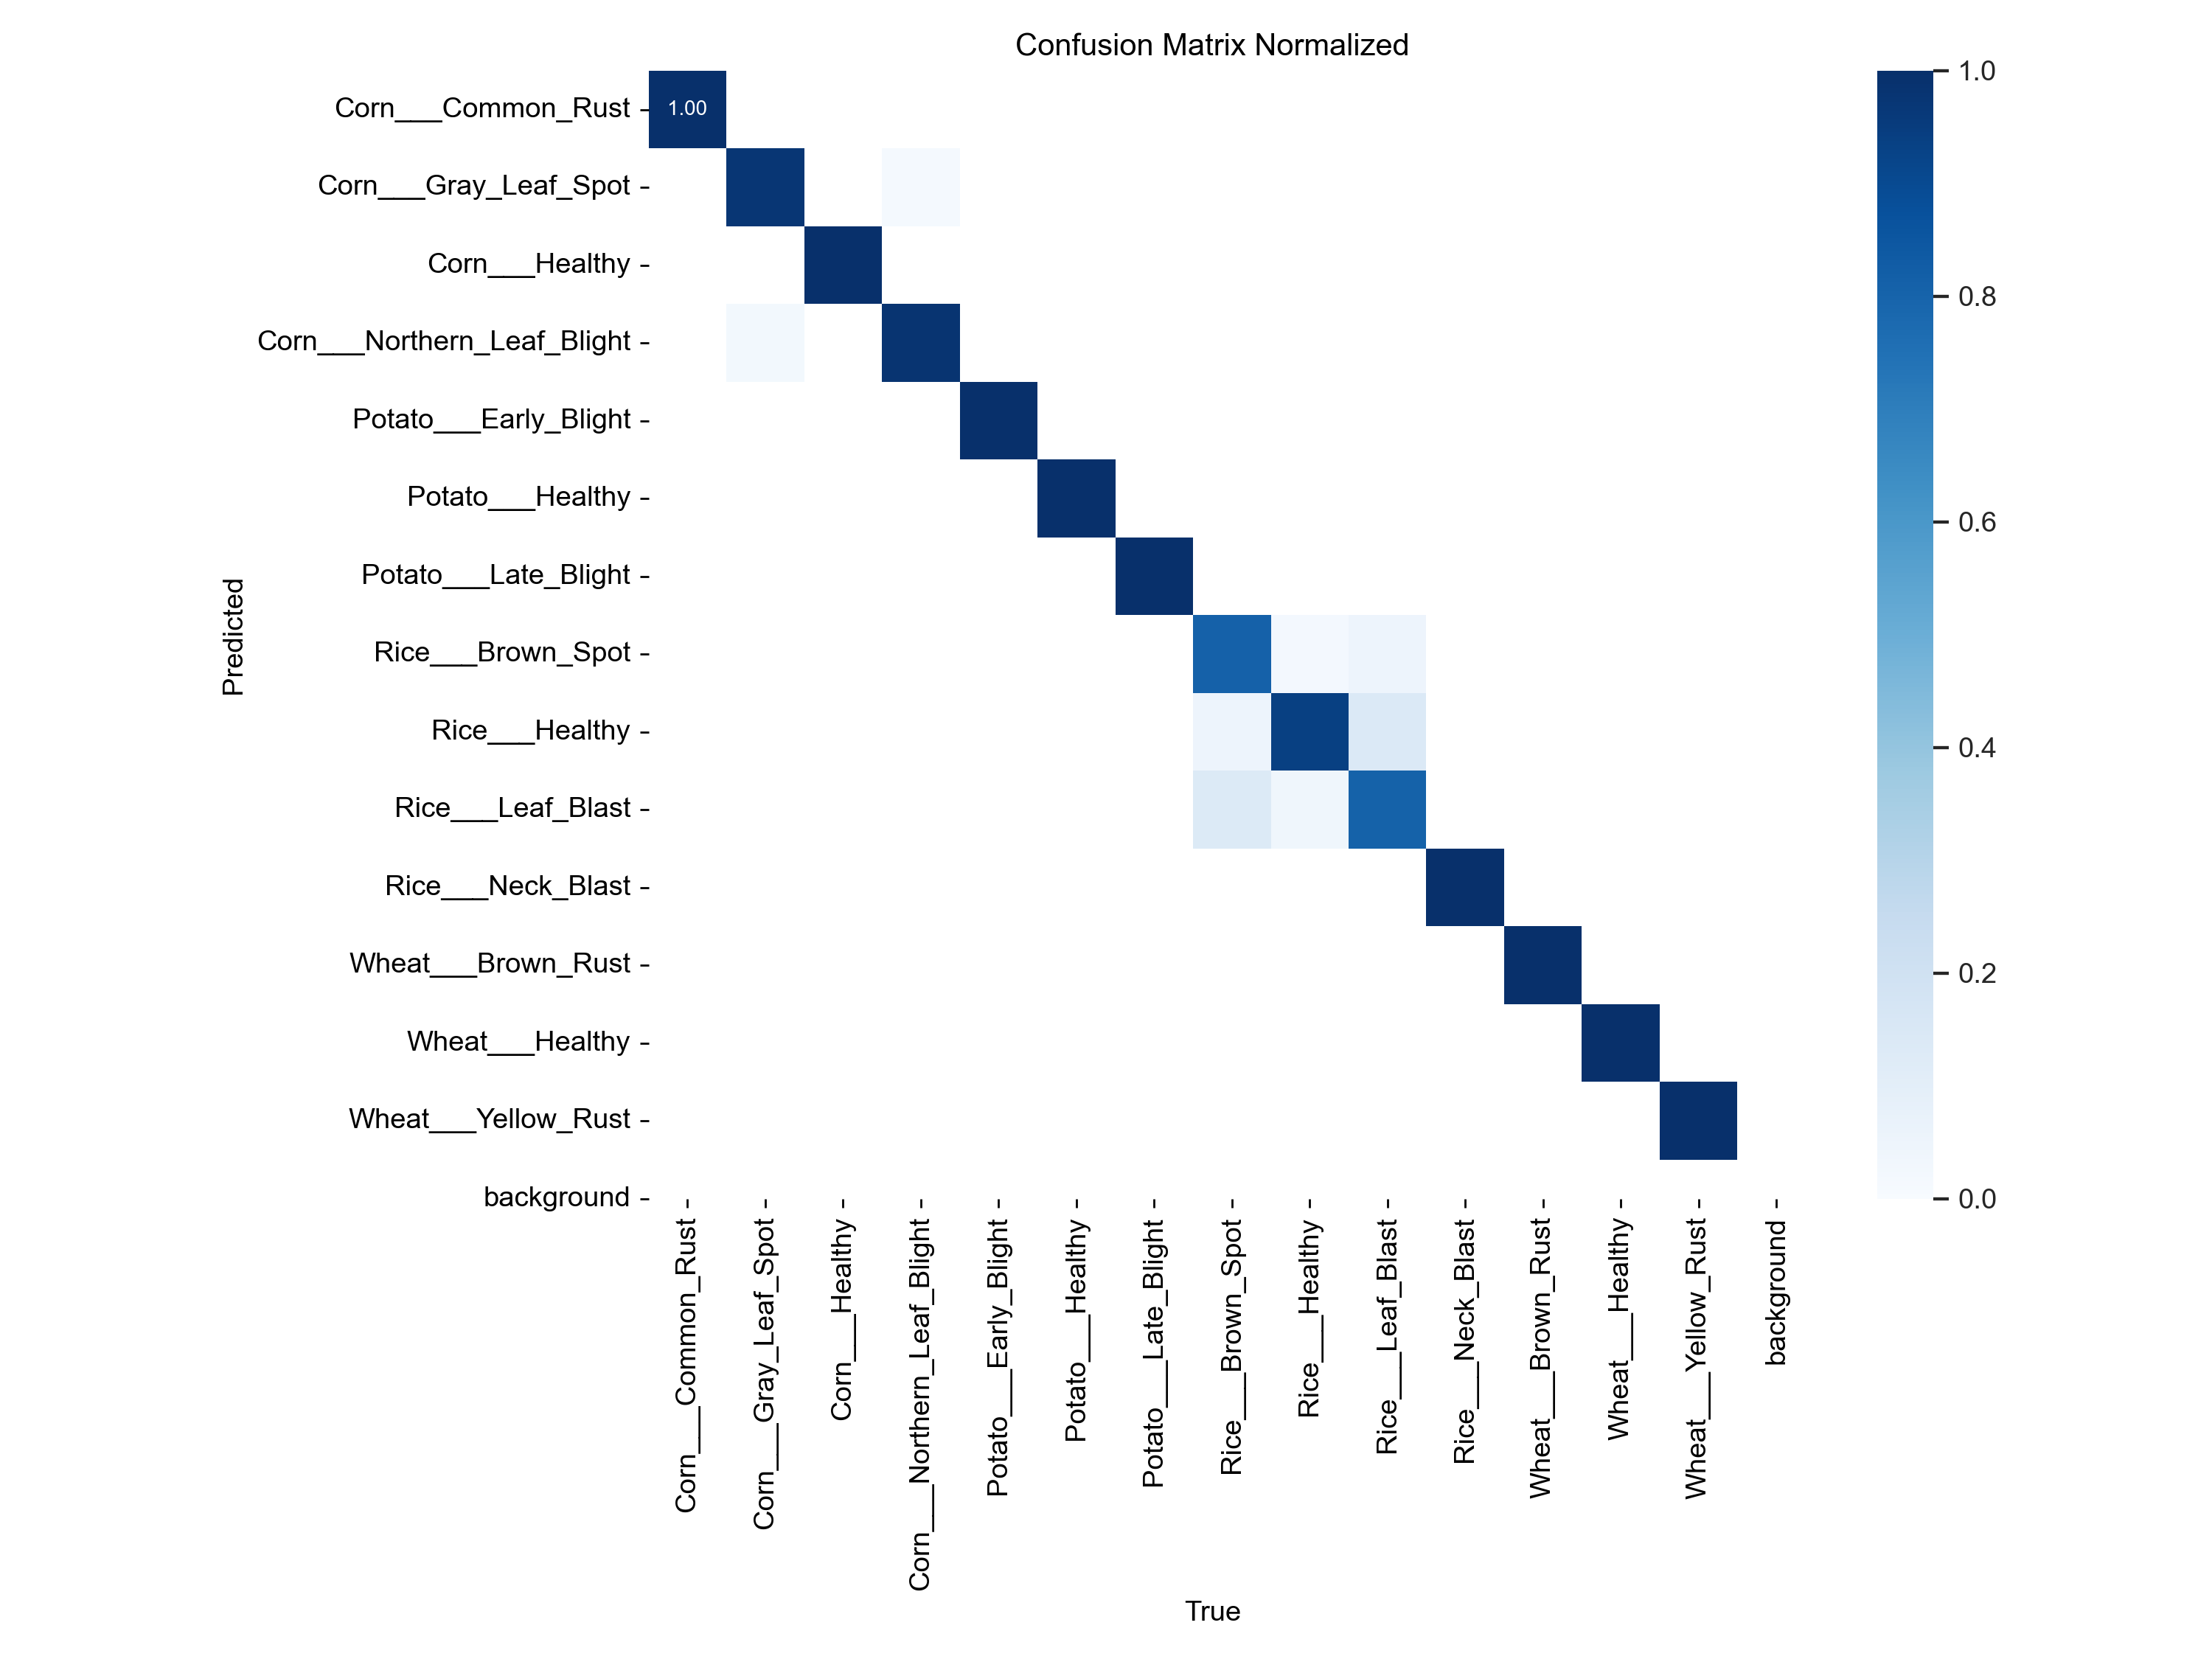 Confusion Matrix Normalized
Corn___Common_Rust
1.00
Corn___Gray_Leaf_Spot
Corn___Healthy
Corn___Northern_Leaf_Blight
Potato___Early_Blight
Potato___Healthy
Potato___Late_Blight
Rice___Brown_Spot
Rice___Healthy
Rice___Leaf_Blast
Rice___Neck_Blast
Wheat___Brown_Rust
Wheat___Healthy
Wheat___Yellow_Rust
background
Predicted
Corn___Common_Rust
Corn___Gray_Leaf_Spot
Corn___Healthy
Corn___Northern_Leaf_Blight
Potato___Early_Blight
Potato___Healthy
Potato___Late_Blight
Rice___Brown_Spot
Rice___Healthy
Rice___Leaf_Blast
Rice___Neck_Blast
Wheat___Brown_Rust
Wheat___Healthy
Wheat___Yellow_Rust
background
True
1.0
0.8
0.6
0.4
0.2
0.0